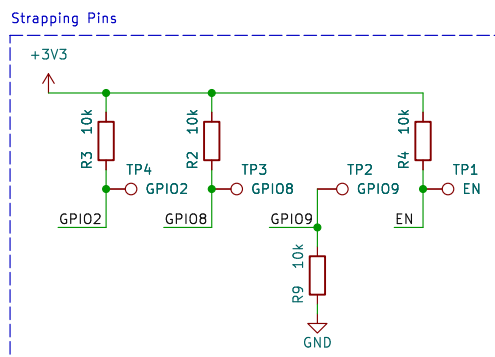 Strapping Pins
+3V3
R3 10k
R2 10k
R4 10k
TP4
GPIO2
TP3
GPIO8
TP2
GPIO9
TP1
EN
GPIO2
GPIO8
GPIO9
EN
R9 10k
GND